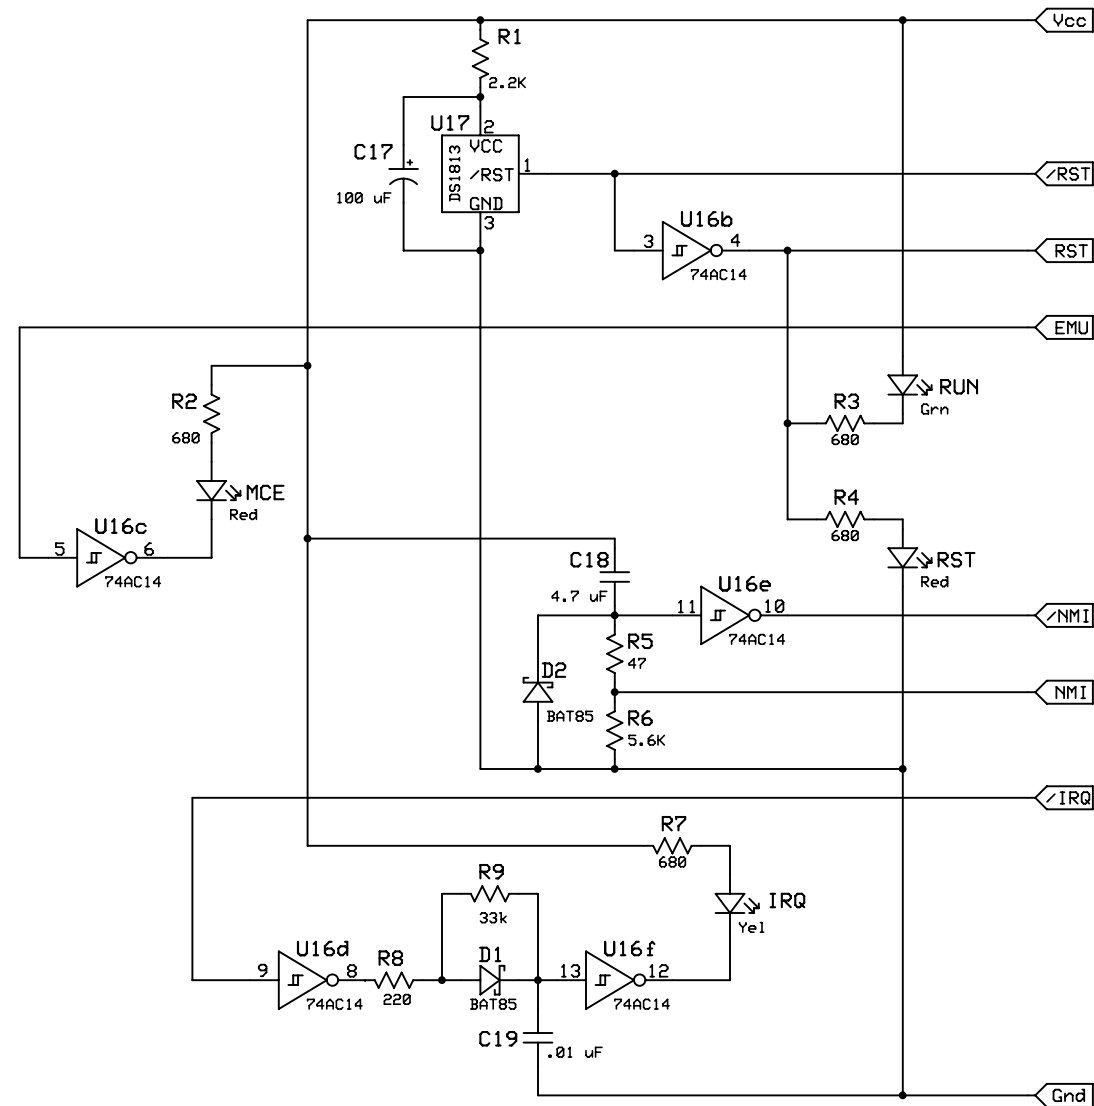 Vcc
R1
2.2K
U17
2
VCC
C17
+
DS1813
/RST
1
/RST
100 uF
GND
3
U16b
3
4
RST
74AC14
EMU
R2
680
R3
680
RUN
Grn
MCE
Red
R4
680
U16c
5
6
74AC14
C18
4.7 uF
RST
Red
U16e
11
10
/NMI
74AC14
R5
47
D2
BAT85
NMI
R6
5.6K
/IRQ
R7
680
R9
33k
IRQ
Yel
U16d
9
8
74AC14
R8
220
D1
BAT85
U16f
13
12
74AC14
C19
.01 uF
Gnd